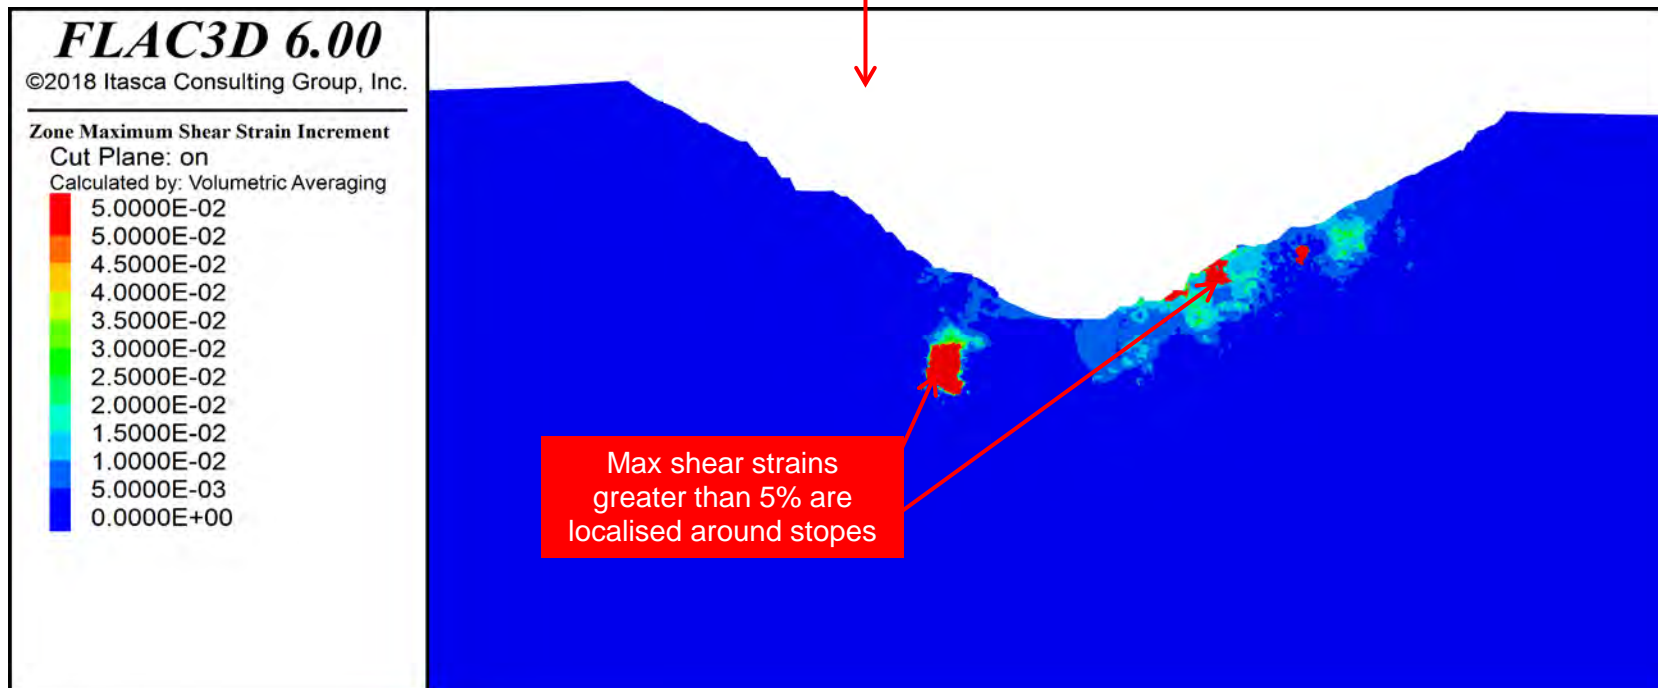 FLAC3D 6.00
©2018 Itasca Consulting Group, Inc.
Zone Maximum Shear Strain Increment
Cut Plane: on
Calculated by: Volumetric Averaging
5.0000E-02
5.0000E-02
4.5000E-02
4.0000E-02
3.5000E-02
3.0000E-02
2.5000E-02
2.0000E-02
1.5000E-02
1.0000E-02
5.0000E-03
0.0000E+00
Max shear strains
greater than 5% are
localised around stopes